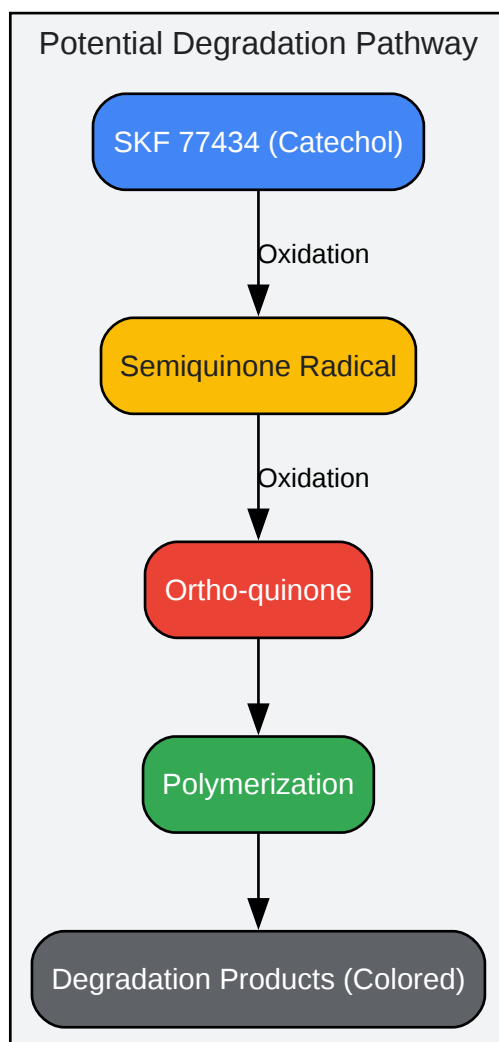 Potential Degradation Pathway
SKF 77434 (Catechol)
Oxidation
Semiquinone Radical
Oxidation
Ortho-quinone
Polymerization
Degradation Products (Colored)